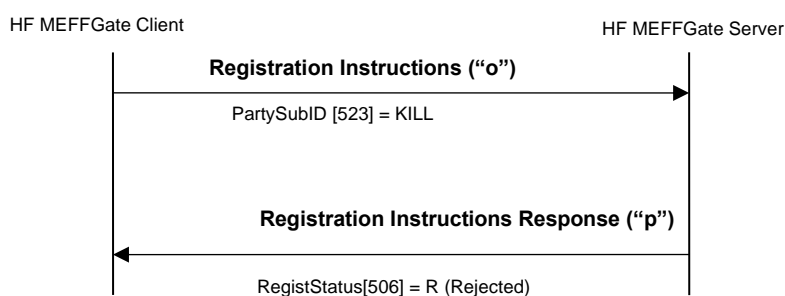 HF MEFFGate Client
HF MEFFGate Server
Registration Instructions (“o”)
PartySubID [523] = KILL
Registration Instructions Response (“p”)
RegistStatus[506] = R (Rejected)